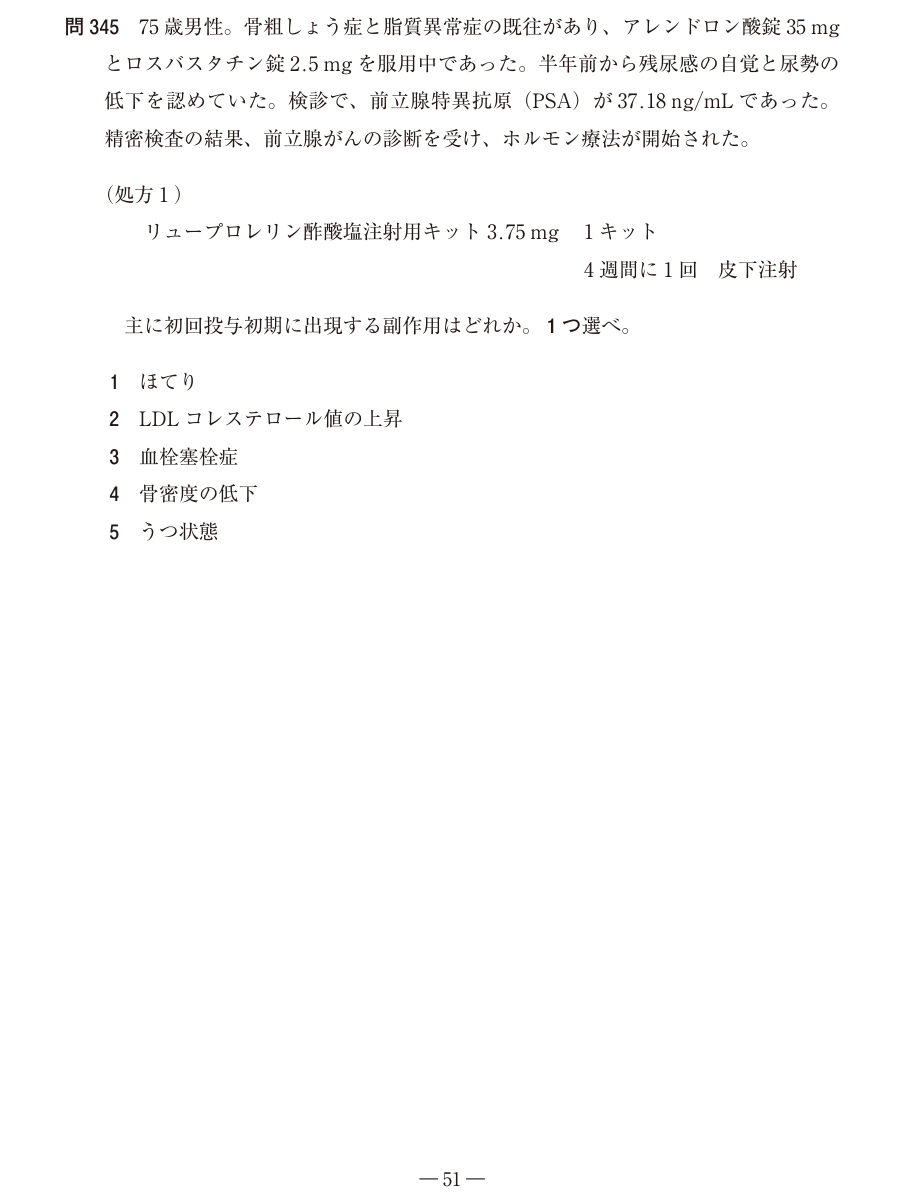 問 345 75 歳男性。骨粗しょう症と脂質異常症の既往があり、アレンドロン酸錠 35 mg
とロスバスタチン錠 2.5 mg を服用中であった。半年前から残尿感の自覚と尿勢の
低下を認めていた。検診で、前立腺特異抗原（PSA）が 37.18 ng/mL であった。
精密検査の結果、前立腺がんの診断を受け、ホルモン療法が開始された。
（処方 1 ）
リュープロレリン酢酸塩注射用キット 3.75 mg 1 キット
4 週間に 1 回 皮下注射
主に初回投与初期に出現する副作用はどれか。1 つ選べ。
1 ほてり
2 LDL コレステロール値の上昇
3 血栓塞栓症
4 骨密度の低下
5 うつ状態
— 51 —